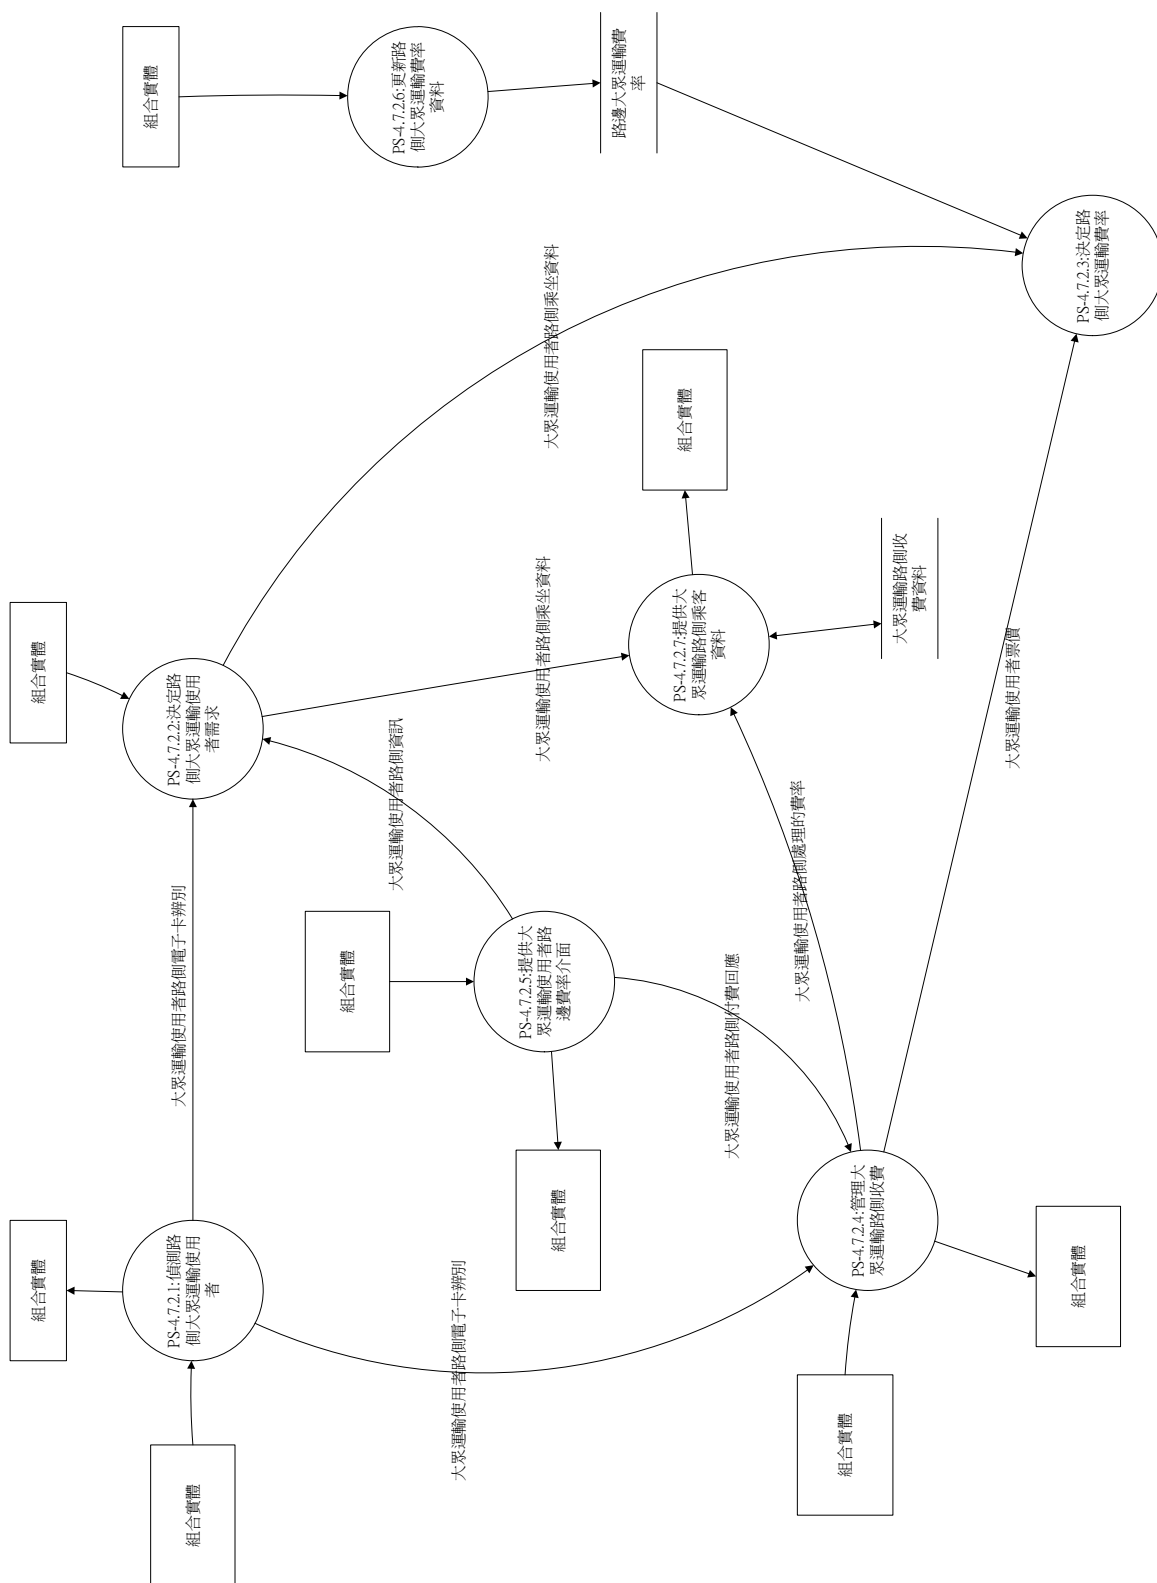 組合實體
組合實體
組合實體
PS-4.7.2.1:偵測路
側大眾運輸使用
者
大眾運輸使用者路側電子卡辨別
PS-4.7.2.2:決定路
側大眾運輸使用
者需求
組合實體
組合實體
大眾運輸使用者路側資訊
PS-4.7.2.6:更新路
側大眾運輸費率
資料
大眾運輸使用者路側電子卡辨別
組合實體
PS-4.7.2.5:提供大
眾運輸使用者路
邊費率介面
大眾運輸使用者路側乘坐資料
大眾運輸使用者路側乘坐資料
路邊大眾運輸費
率
PS-4.7.2.7:提供大
眾運輸路側乘客
資料
組合實體
大眾運輸使用者路側付費回應
大眾運輸使用者路側處理的費率
組合實體
PS-4.7.2.4:管理大
眾運輸路側收費
大眾運輸路側收
費資料
大眾運輸使用者票價
組合實體
PS-4.7.2.3:決定路
側大眾運輸費率